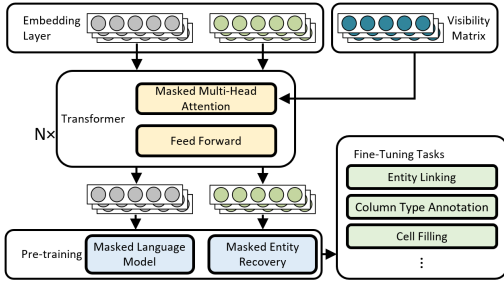 Embedding
Layer
Visibility
Matrix
Masked Multi-Head
Attention
Transformer
N×
Feed Forward
Fine-Tuning Tasks
Entity Linking
Column Type Annotation
Cell Filling
⋮
Pre-training
Masked Language
Model
Masked Entity
Recovery